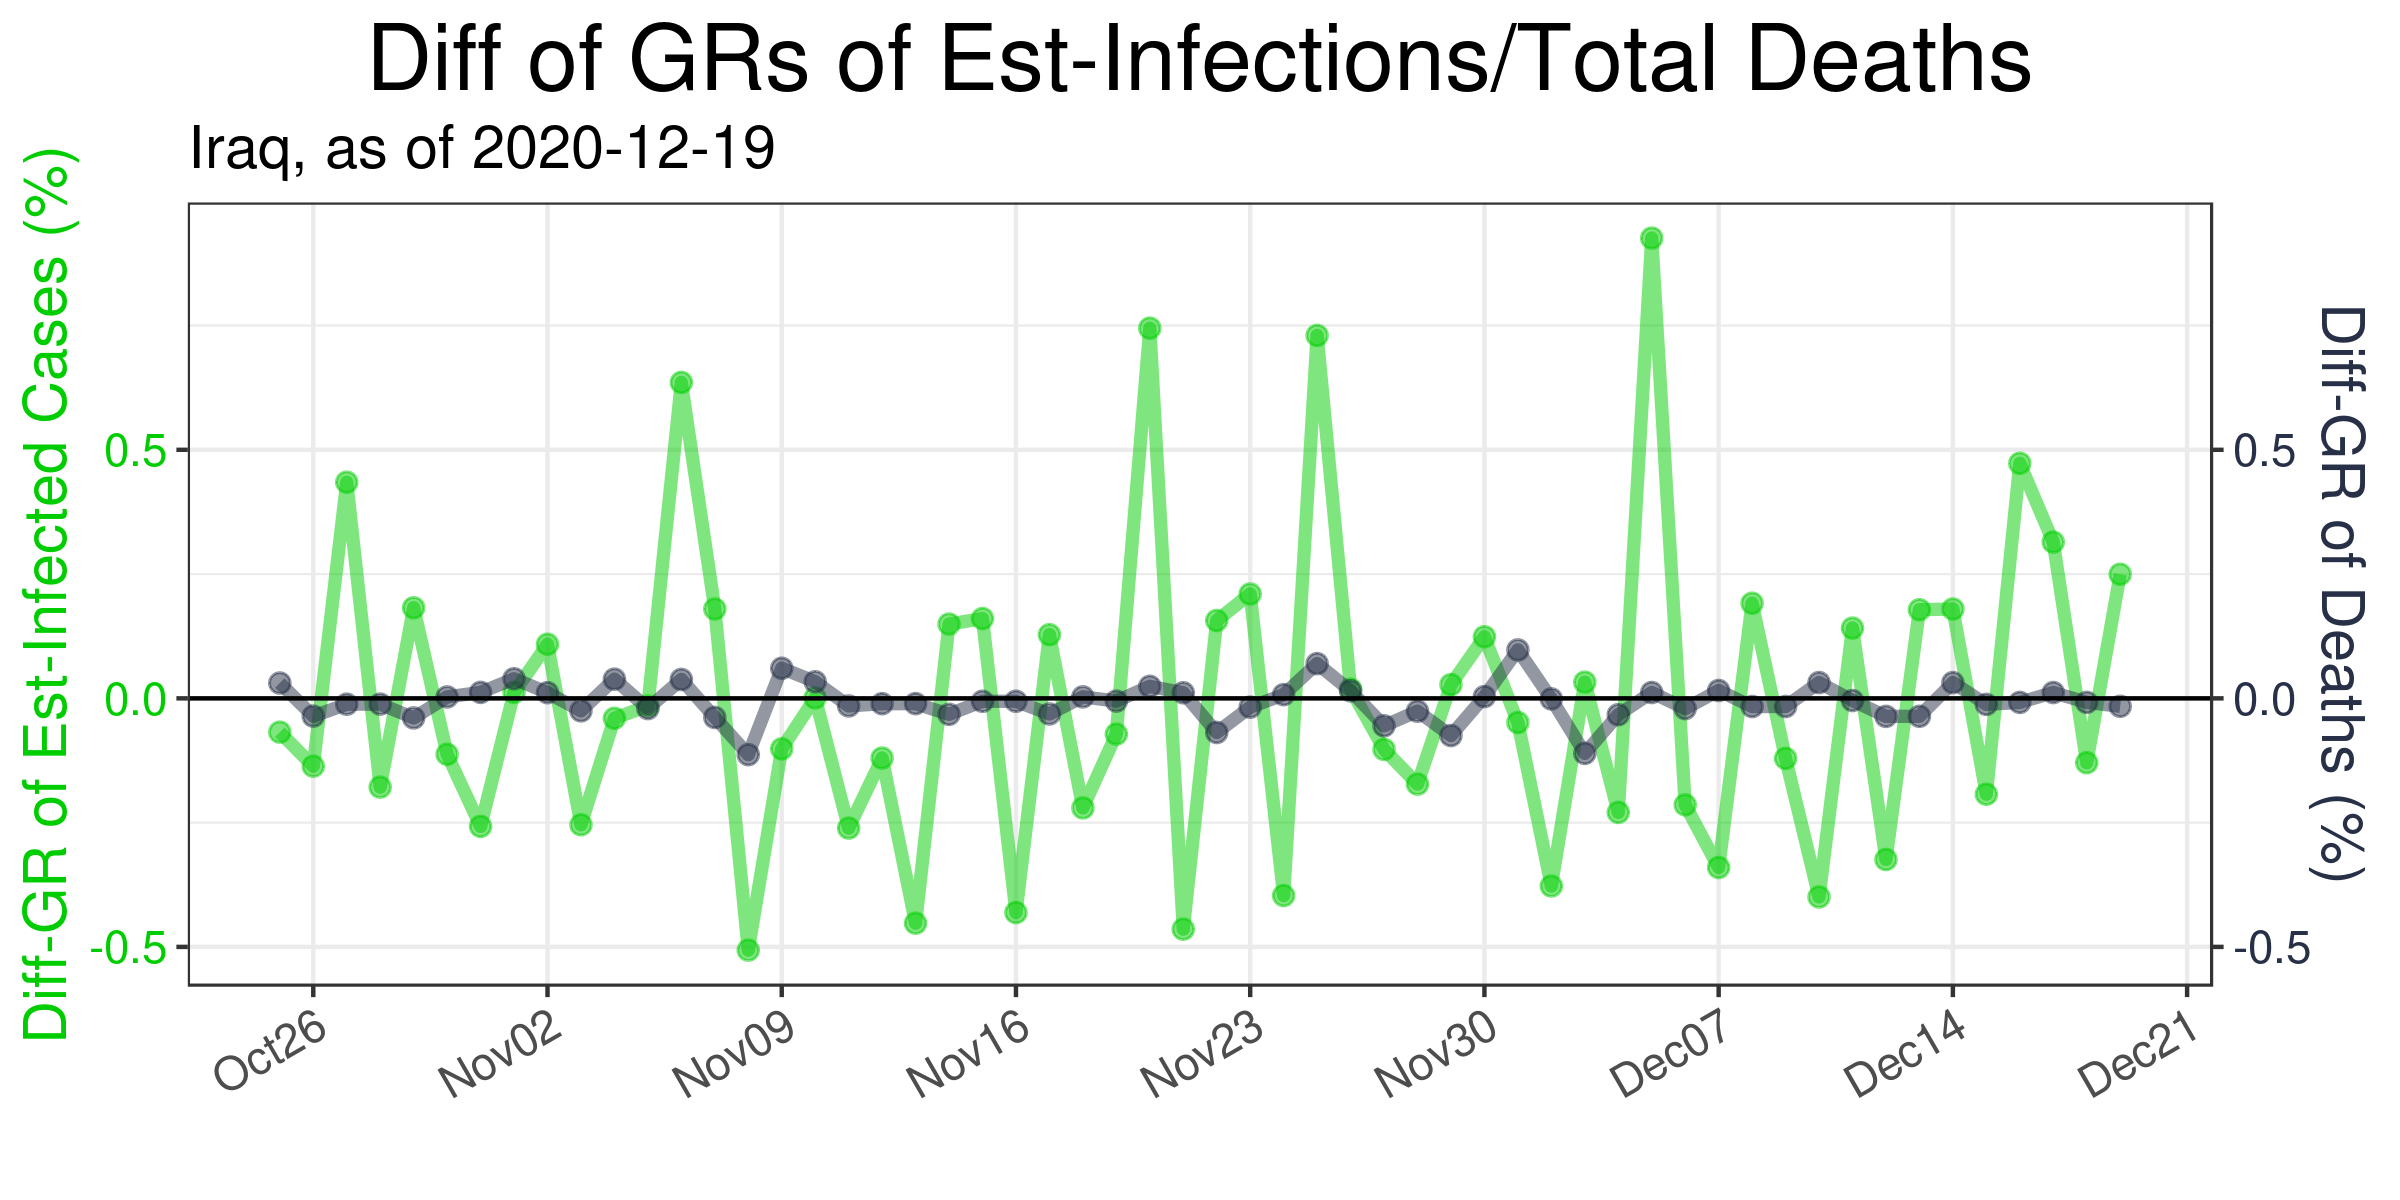 Diff of GRs of Est-Infections/Total Deaths
Iraq, as of 2020-12-19
Diff-GR of Est-Infected Cases (%)
0.5
0.0
-0.5
0.5
0.0
-0.5
Diff-GR of Deaths (%)
Oct26
Nov02
Nov09
Nov16
Nov23
Nov30
Dec07
Dec14
Dec21